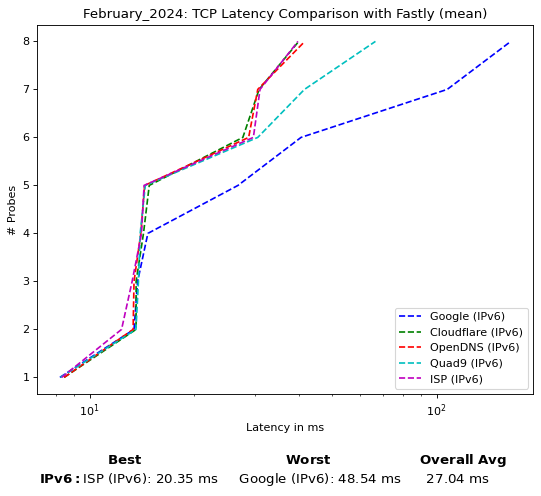 February_2024: TCP Latency Comparison with Fastly (mean)
# Probes
8
7
6
5
4
3
2
1
Google (IPv6)
Cloudflare (IPv6)
OpenDNS (IPv6)
Quad9 (IPv6)
ISP (IPv6)
10¹ 10²
Latency in ms
Best Worst Overall Avg
IPv6: ISP (IPv6): 20.35 ms Google (IPv6): 48.54 ms 27.04 ms